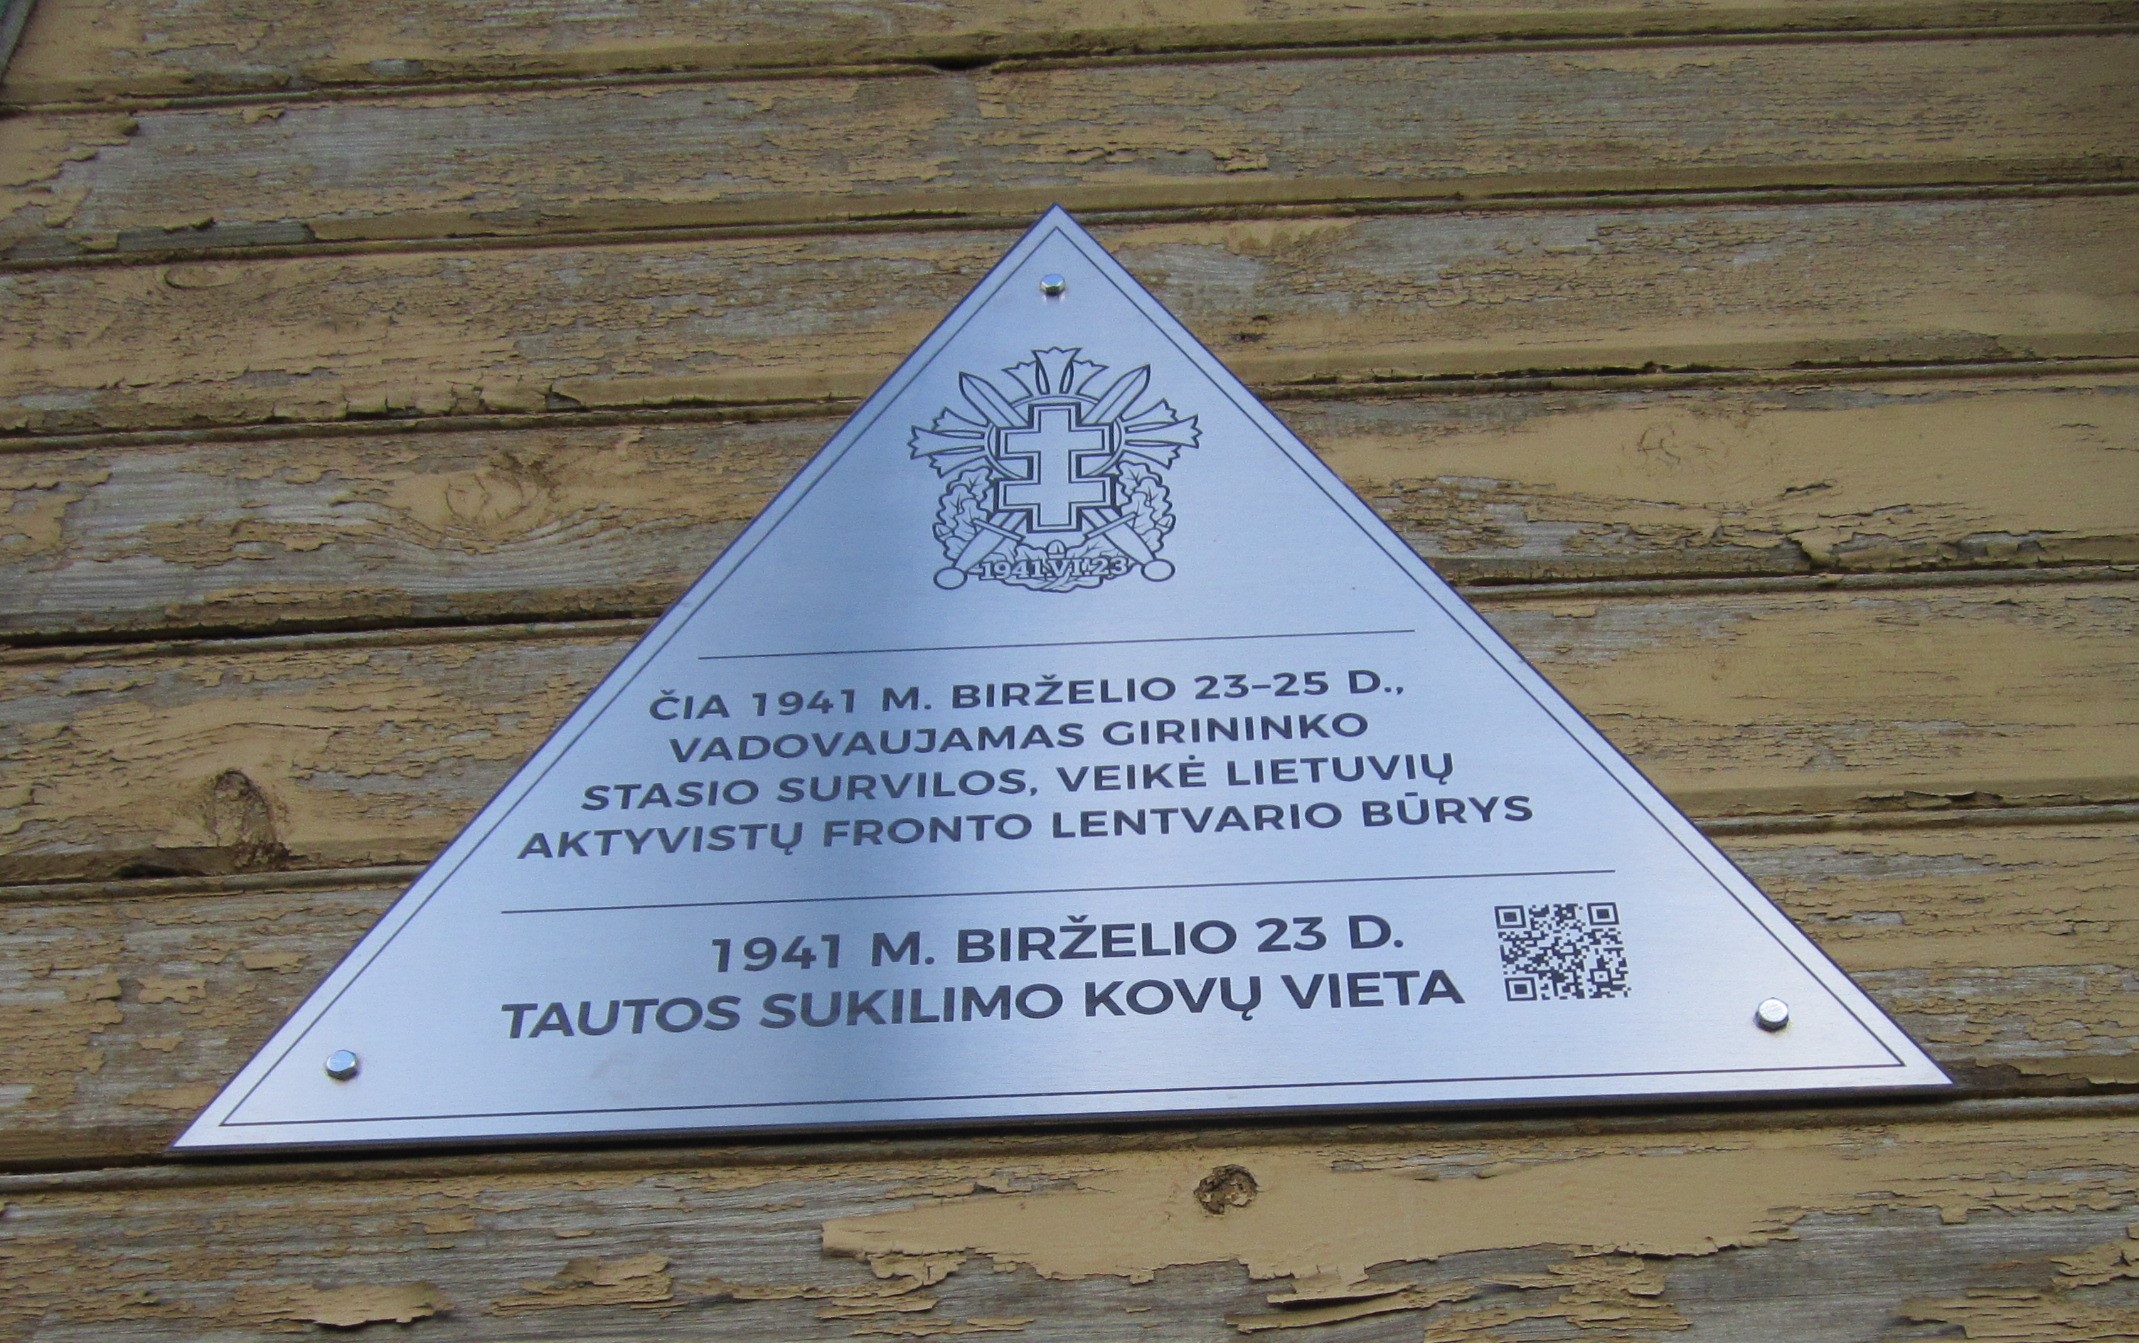 1941.VI.23
ČIA 1941 M. BIRŽELIO 23–25 D.,
VADOVAUJAMAS GIRININKO
STASIO SURVILOS, VEIKĖ LIETUVIŲ
AKTYVISTŲ FRONTO LENTVARIO BŪRYS
1941 M. BIRŽELIO 23 D.
TAUTOS SUKILIMO KOVŲ VIETA